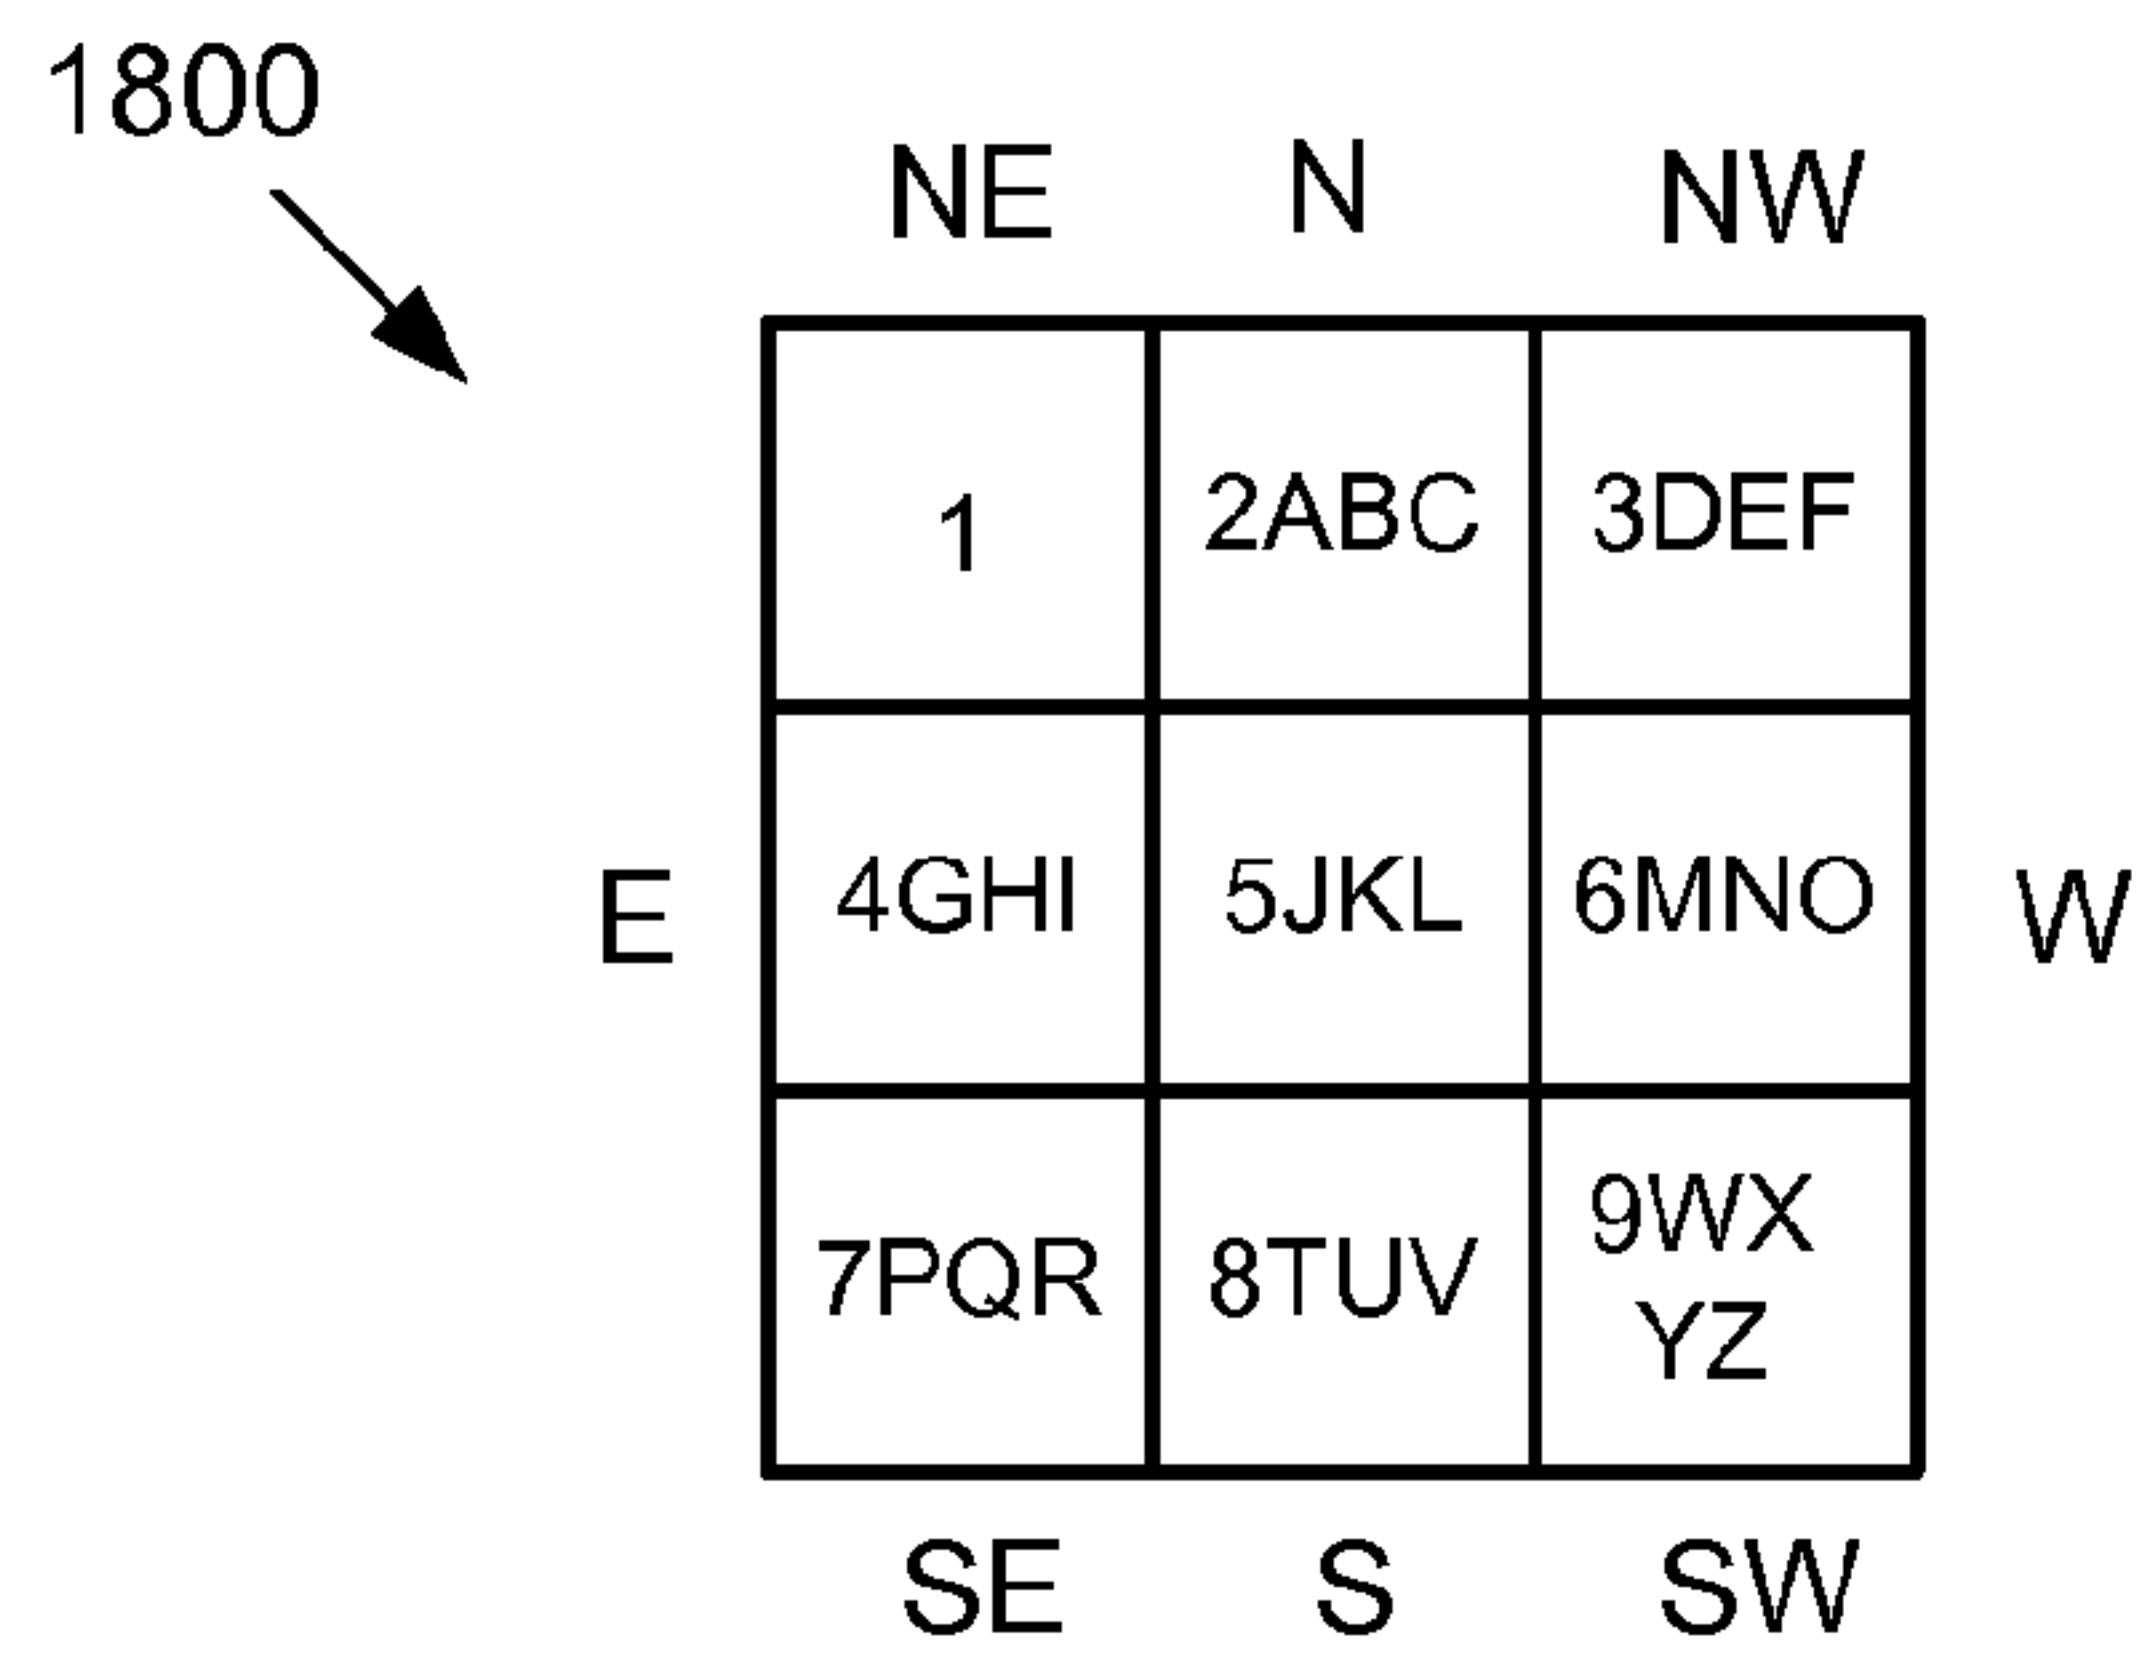 1800
NE N NW
1 2ABC 3DEF
E 4GHI 5JKL 6MNO W
7PQR 8TUV 9WX
YZ
SE S SW